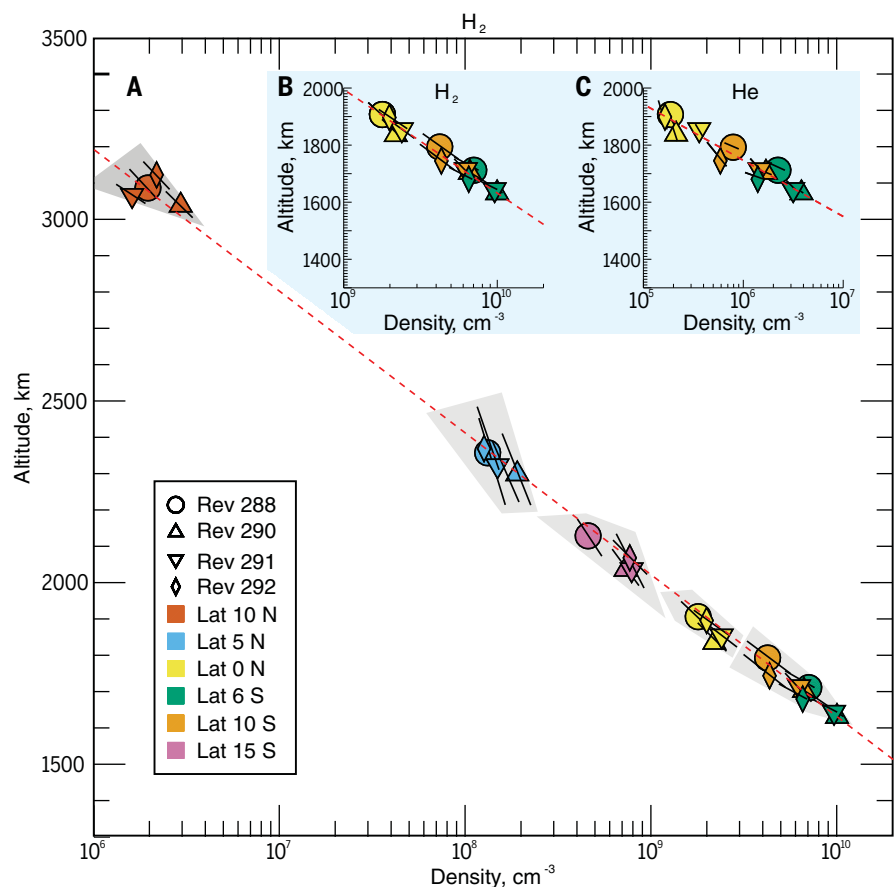 H₂
3500
3000
2500
2000
1500
Altitude, km
A
B
H₂
2000
1800
1600
1400
Altitude, km
10⁹
10¹⁰
Density, cm⁻³
C
He
2000
1800
1600
1400
Altitude, km
10⁵
10⁶
10⁷
Density, cm⁻³
Rev 288
Rev 290
Rev 291
Rev 292
Lat 10 N
Lat 5 N
Lat 0 N
Lat 6 S
Lat 10 S
Lat 15 S
10⁶
10⁷
10⁸
10⁹
10¹⁰
Density, cm⁻³